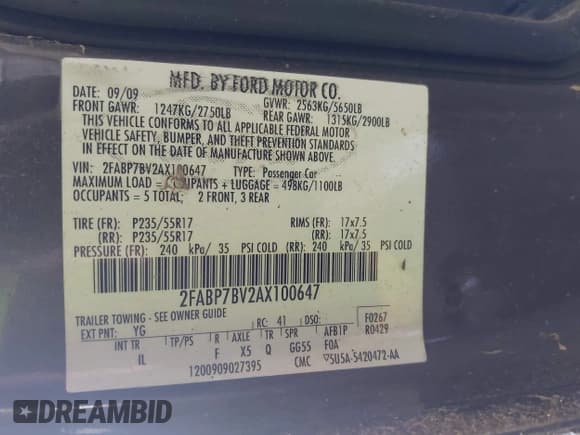 MFD. BY FORD MOTOR CO.
DATE: 09/09 GVWR: 2563KG/5650LB
FRONT GAWR: 1247KG/2750LB REAR GAWR: 1315KG/2900LB
THIS VEHICLE CONFORMS TO ALL APPLICABLE FEDERAL MOTOR
VEHICLE SAFETY, BUMPER, AND THEFT PREVENTION STANDARDS
IN EFFECT ON THE DATE OF MANUFACTURE SHOWN ABOVE.
VIN: 2FABP7BV2AX100647 TYPE: Passenger Car
MAXIMUM LOAD = OCCUPANTS + LUGGAGE = 498KG/1100LB
OCCUPANTS = 5 TOTAL; 2 FRONT, 3 REAR
TIRE (FR): P235/55R17 RIMS (FR): 17x7.5
(RR): P235/55R17 (RR): 17x7.5
PRESSURE (FR): 240 kPa/ 35 PSI COLD (RR): 240 kPa/ 35 PSI COLD
2FABP7BV2AX100647
TRAILER TOWING - SEE OWNER GUIDE
EXT PNT: YG RC: 41 DSO: F0267
INT TR TP/PS R AXLE TR SPR AFB1P R0429
IL F X5 Q GG55 FOA
1200909027395 CMC 5U5A-5420472-AA
DREAMBID